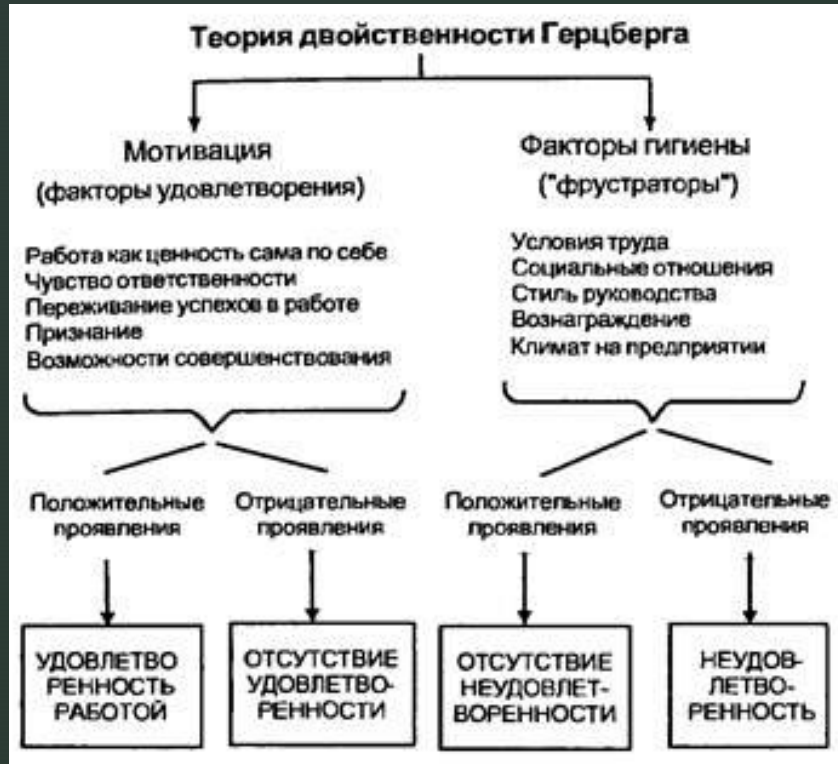 Теория двойственности Герцберга
Мотивация
(факторы удовлетворения)
Работа как ценность сама по себе
Чувство ответственности
Переживание успехов в работе
Признание
Возможности совершенствования
Факторы гигиены
("фрустраторы")
Условия труда
Социальные отношения
Стиль руководства
Вознаграждение
Климат на предприятии
Положительные
проявления
Отрицательные
проявления
Положительные
проявления
Отрицательные
проявления
УДОВЛЕТВО
РЕННОСТЬ
РАБОТОЙ
ОТСУТСТВИЕ
УДОВЛЕТВО-
РЕННОСТИ
ОТСУТСТВИЕ
НЕУДОВЛЕТ-
ВОРЕННОСТИ
НЕУДОВ-
ЛЕТВО-
РЕННОСТЬ